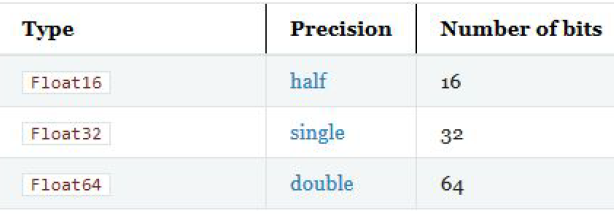 Type Precision Number of bits
Float16 half 16
Float32 single 32
Float64 double 64